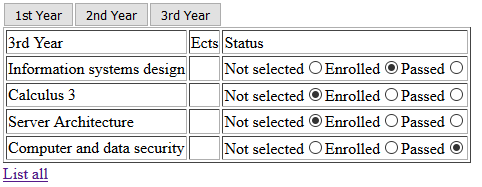 1st Year 2nd Year 3rd Year
3rd Year Ects Status
Information systems design Not selected Enrolled Passed
Calculus 3 Not selected Enrolled Passed
Server Architecture Not selected Enrolled Passed
Computer and data security Not selected Enrolled Passed
List all